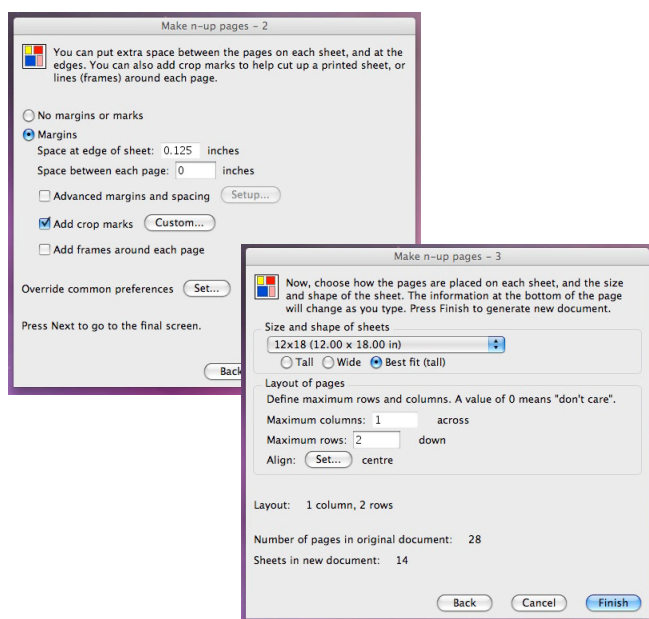 Make n-up pages - 2
You can put extra space between the pages on each sheet, and at the
edges. You can also add crop marks to help cut up a printed sheet, or
lines (frames) around each page.
No margins or marks
Margins
Space at edge of sheet: 0.125 inches
Space between each page: 0 inches
Advanced margins and spacing Setup...
Add crop marks Custom...
Add frames around each page
Override common preferences Set...
Press Next to go to the final screen.
Back
Make n-up pages - 3
Now, choose how the pages are placed on each sheet, and the size
and shape of the sheet. The information at the bottom of the page
will change as you type. Press Finish to generate new document.
Size and shape of sheets
12x18 (12.00 x 18.00 in)
Tall Wide Best fit (tall)
Layout of pages
Define maximum rows and columns. A value of 0 means "don't care".
Maximum columns: 1 across
Maximum rows: 2 down
Align: Set... centre
Layout: 1 column, 2 rows
Number of pages in original document: 28
Sheets in new document: 14
Back Cancel Finish